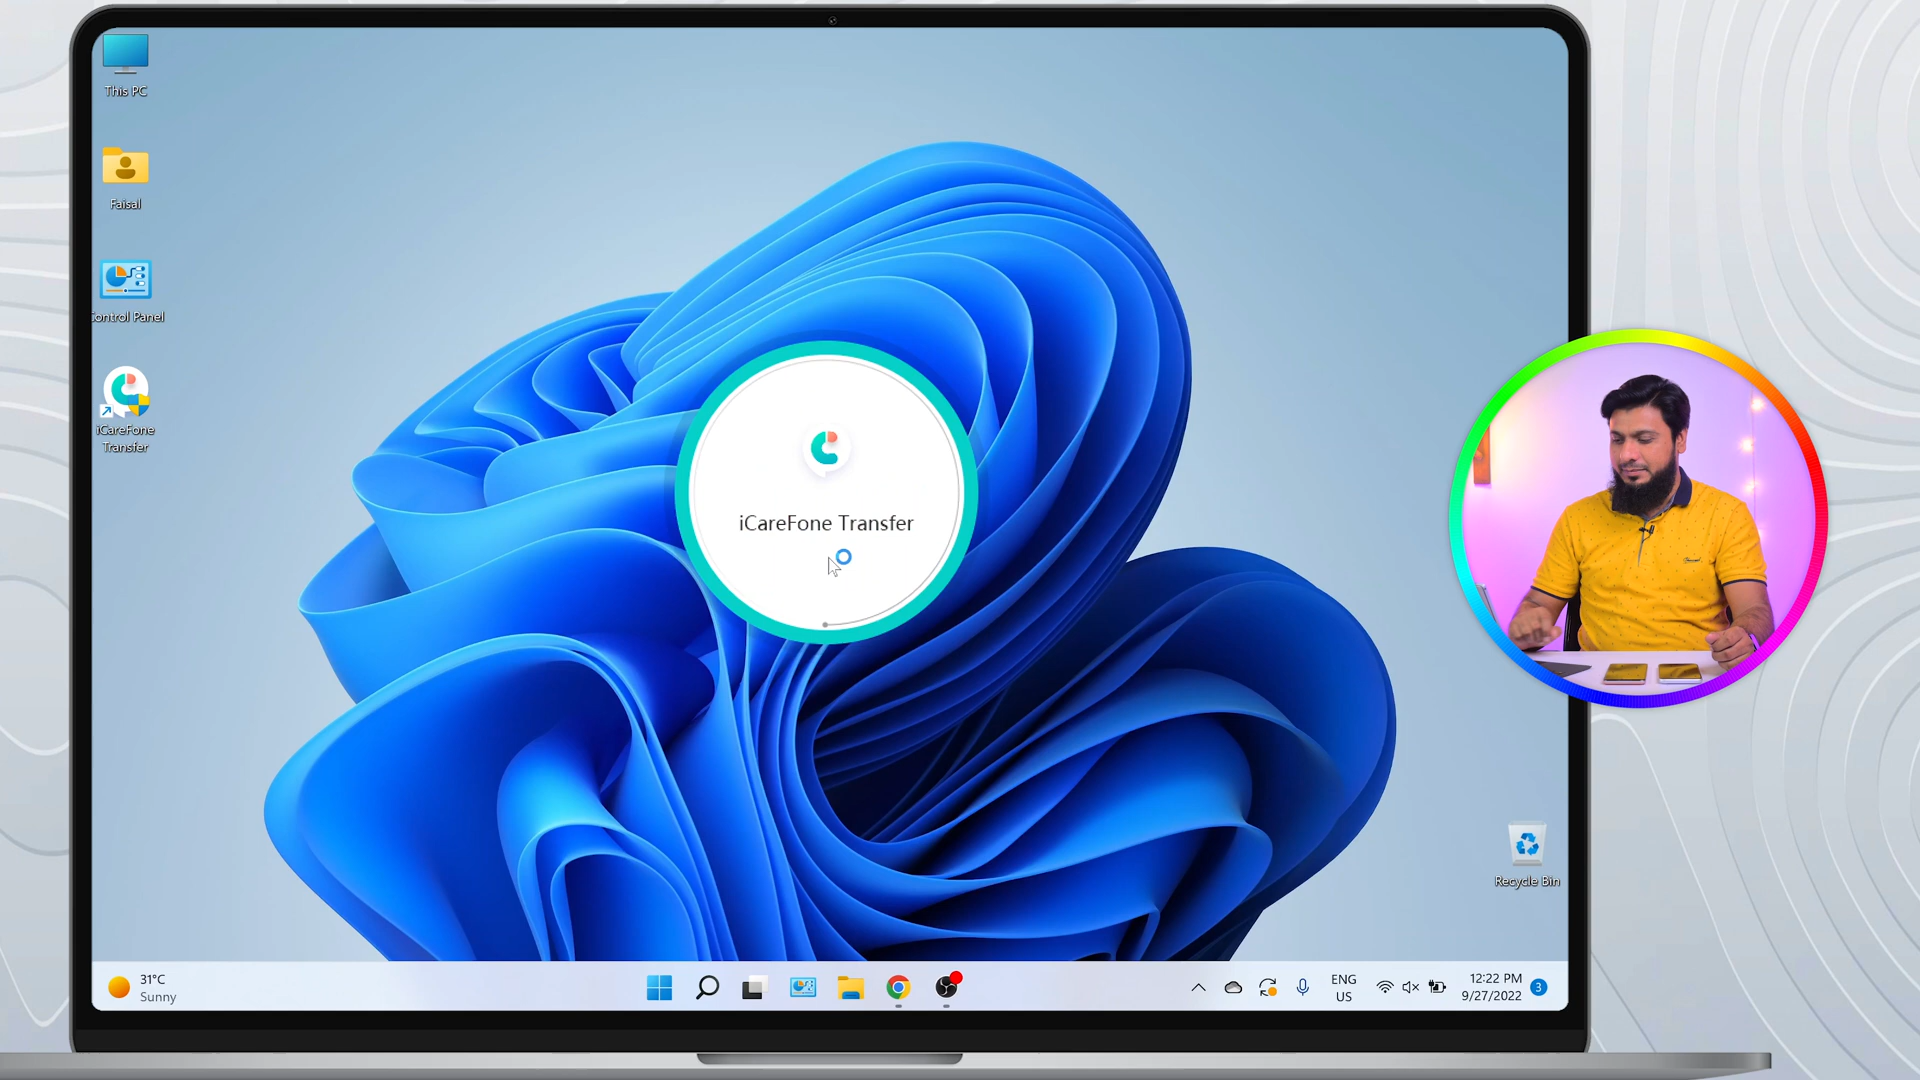 This PC
Faisal
Control Panel
iCareFone
Transfer
iCareFone Transfer
Recycle Bin
31°C
Sunny
ENG
US
12:22 PM
9/27/2022
3